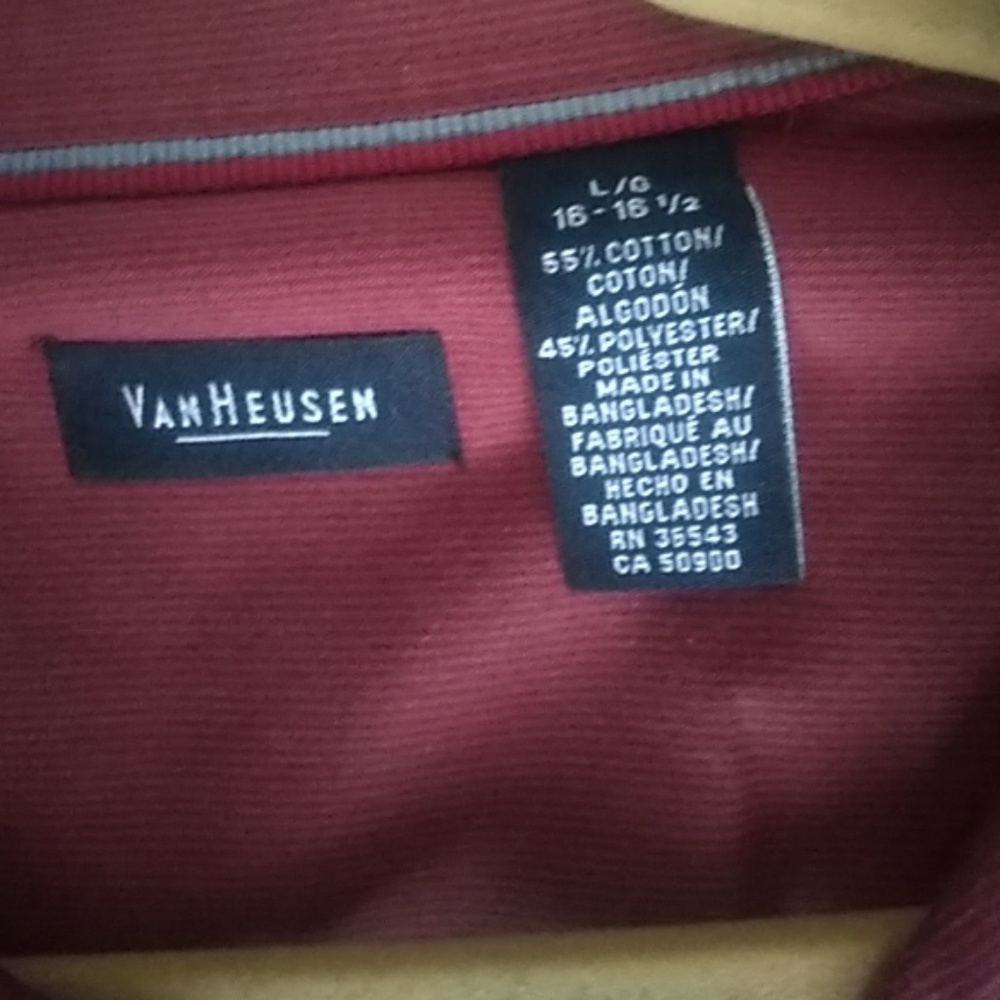 VANHEUSEN
L/G
16-16 1/2
55% COTTON/
COTON/
ALGODÓN
45% POLYESTER/
POLIÉSTER
MADE IN
BANGLADESH/
FABRIQUÉ AU
BANGLADESH/
HECHO EN
BANGLADESH
RN 36543
CA 50900